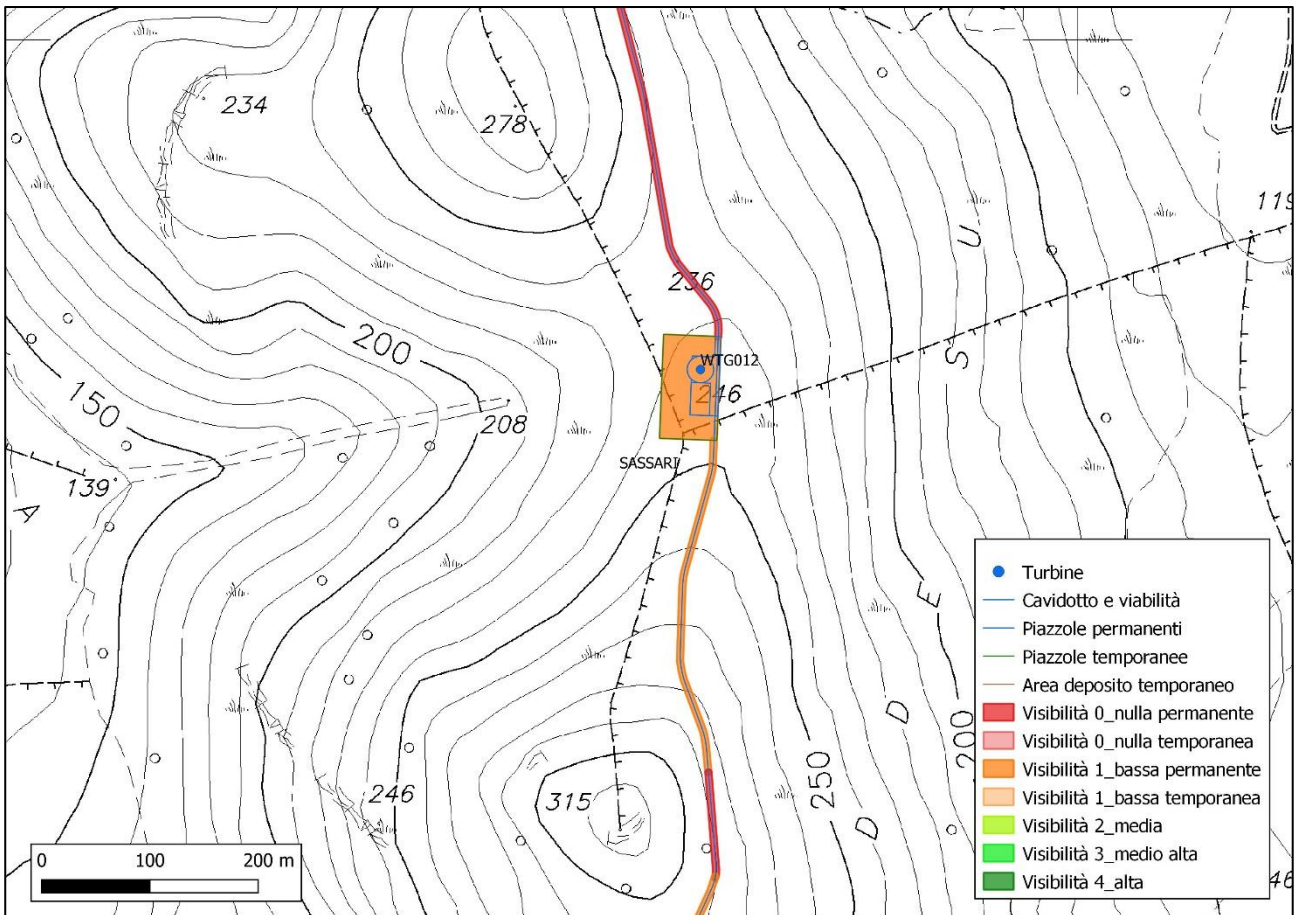 234
278
119
U
236
S
200
WTG012
246
150
208
SASSARI
139
A
E
D
200
250
246
315
D
46
Turbine
Cavidotto e viabilità
Piazzole permanenti
Piazzole temporanee
Area deposito temporaneo
Visibilità 0_nulla permanente
Visibilità 0_nulla temporanea
Visibilità 1_bassa permanente
Visibilità 1_bassa temporanea
Visibilità 2_media
Visibilità 3_medio alta
Visibilità 4_alta
0 100 200 m